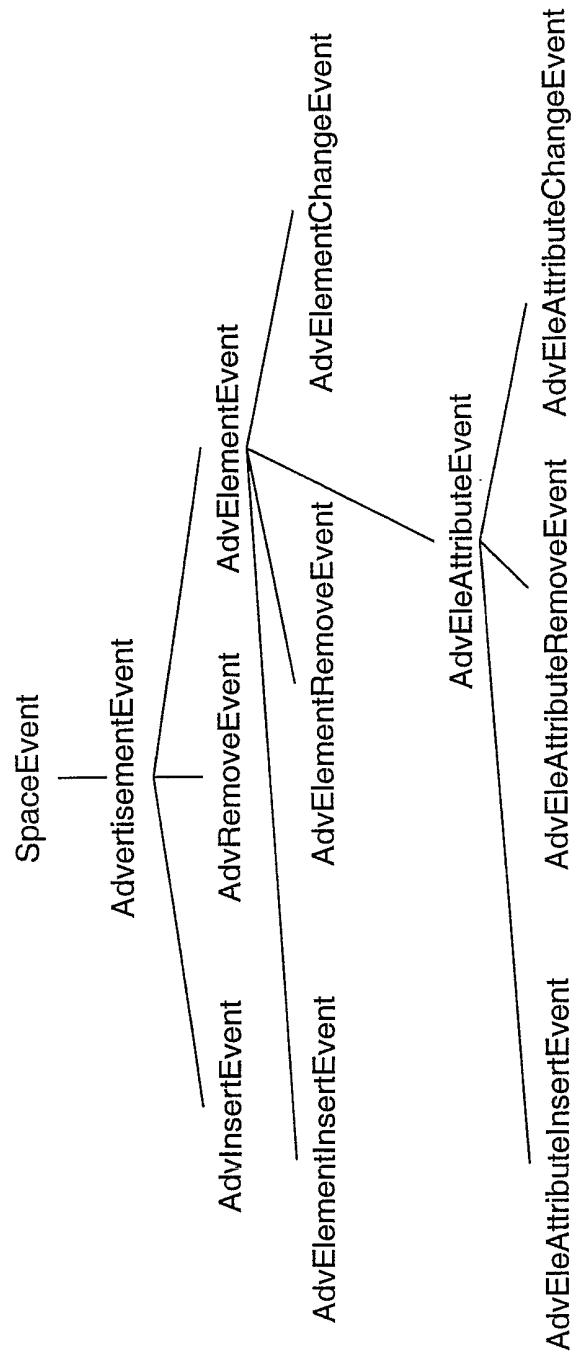 SpaceEvent
AdvertisementEvent
AdvInsertEvent
AdvRemoveEvent
AdvElementEvent
AdvElementInsertEvent
AdvElementRemoveEvent
AdvElementChangeEvent
AdvEleAttributeEvent
AdvEleAttributeInsertEvent
AdvEleAttributeRemoveEvent
AdvEleAttributeChangeEvent